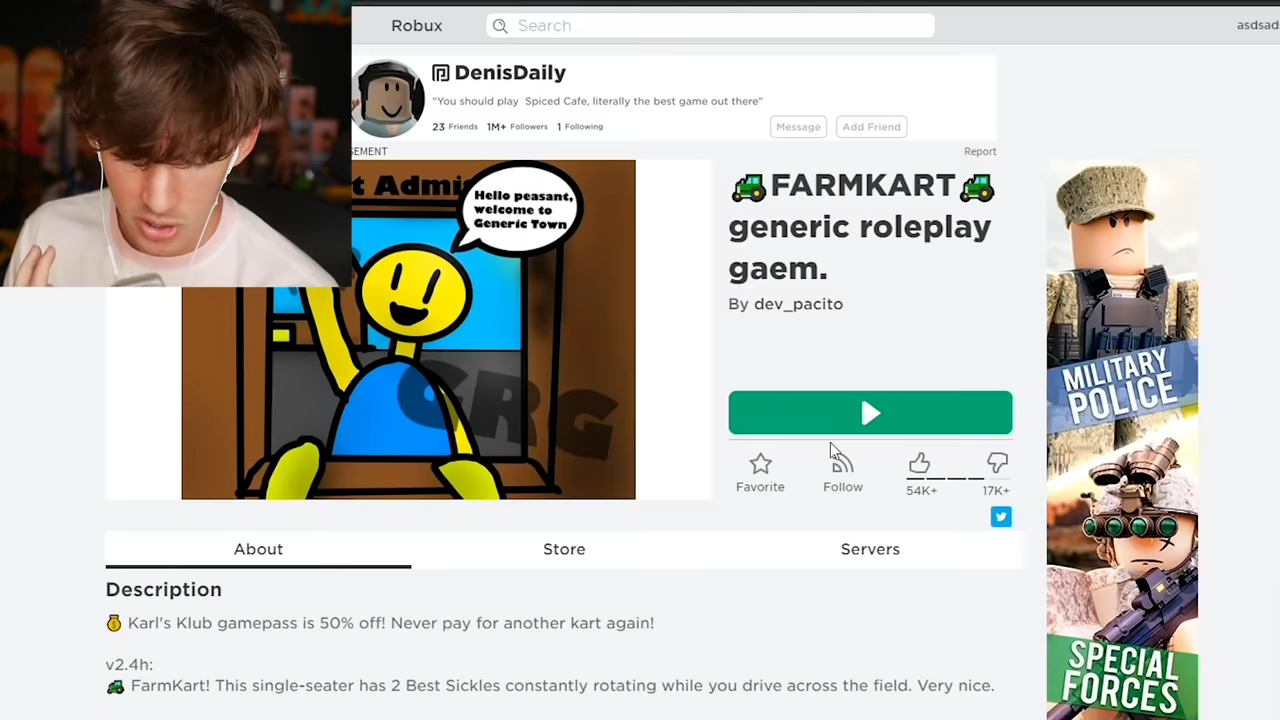 Robux
Search
asdsad
DenisDaily
"You should play Spiced Cafe, literally the best game out there"
23 Friends 1M+ Followers 1 Following
Message
Add Friend
SEMENT
Report
t Admis
Hello peasant,
welcome to
Generic Town
GRG
FARMKART
generic roleplay
gaem.
By dev_pacito
Favorite
Follow
54K+
17K+
MILITARY
POLICE
SPECIAL
FORCES
About
Store
Servers
Description
Karl's Klub gamepass is 50% off! Never pay for another kart again!
v2.4h:
FarmKart! This single-seater has 2 Best Sickles constantly rotating while you drive across the field. Very nice.